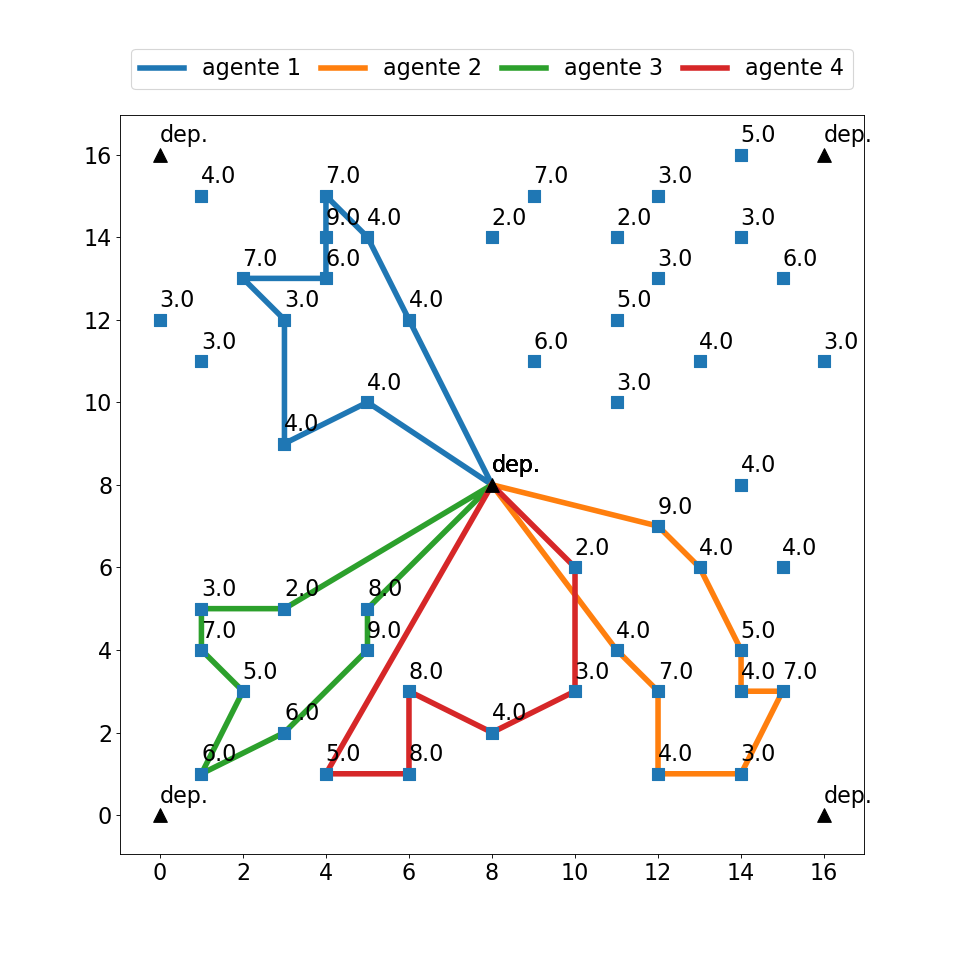 agente 1 agente 2 agente 3 agente 4
dep. 5.0 dep.
16
4.0 7.0 7.0 3.0
14 9.0 4.0 2.0 2.0 3.0
7.0 6.0 3.0 6.0
12 3.0 3.0 4.0 5.0
3.0 6.0 4.0 3.0
10 4.0 3.0
4.0
8 dep. 4.0
9.0
6 2.0 4.0 4.0
3.0 2.0 8.0
4 7.0 9.0 4.0 5.0
5.0 8.0 3.0 7.0 4.0 7.0
2 6.0 4.0
6.0 5.0 8.0 4.0 3.0
0 dep. dep.
0 2 4 6 8 10 12 14 16